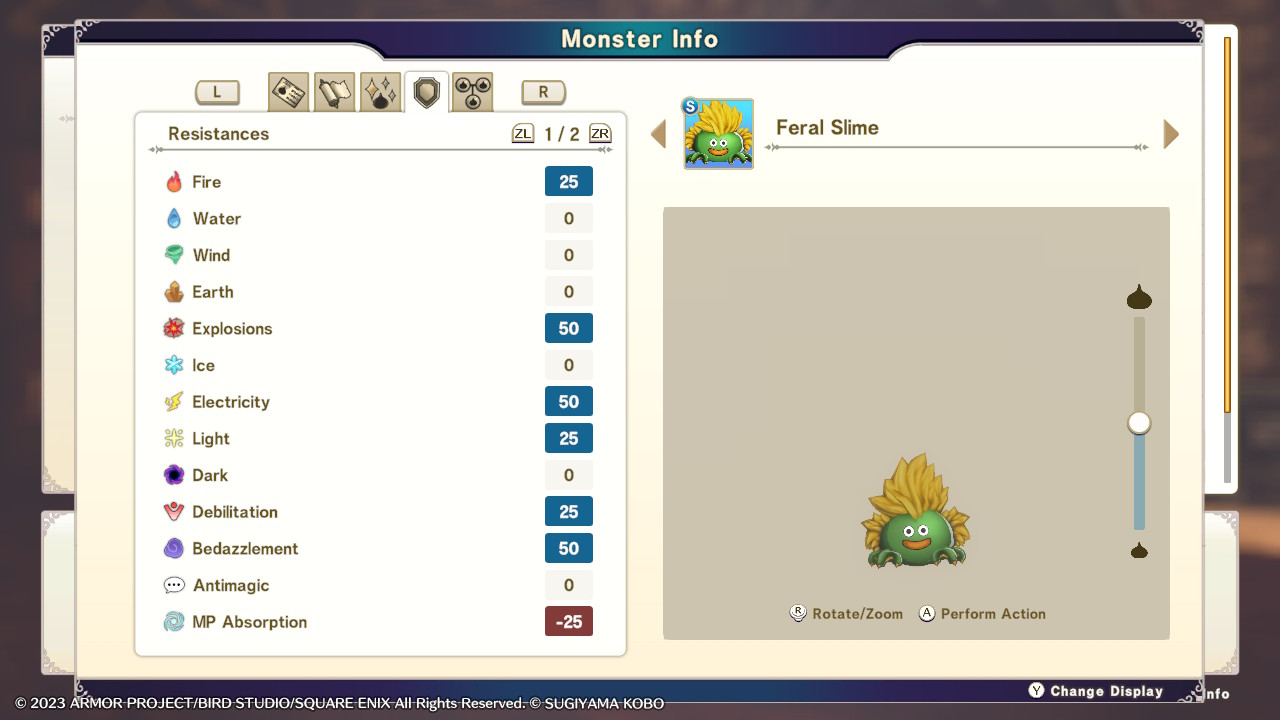 Monster Info
L
R
Resistances
ZL 1 / 2 ZR
Fire 25
Water 0
Wind 0
Earth 0
Explosions 50
Ice 0
Electricity 50
Light 25
Dark 0
Debilitation 25
Bedazzlement 50
Antimagic 0
MP Absorption -25
S
Feral Slime
R Rotate/Zoom A Perform Action
Y Change Display
nfo
© 2023 ARMOR PROJECT/BIRD STUDIO/SQUARE ENIX All Rights Reserved. © SUGIYAMA KOBO